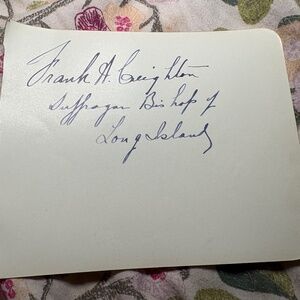 Frank A. Creighton
Suffragan Bishop of
Long Island